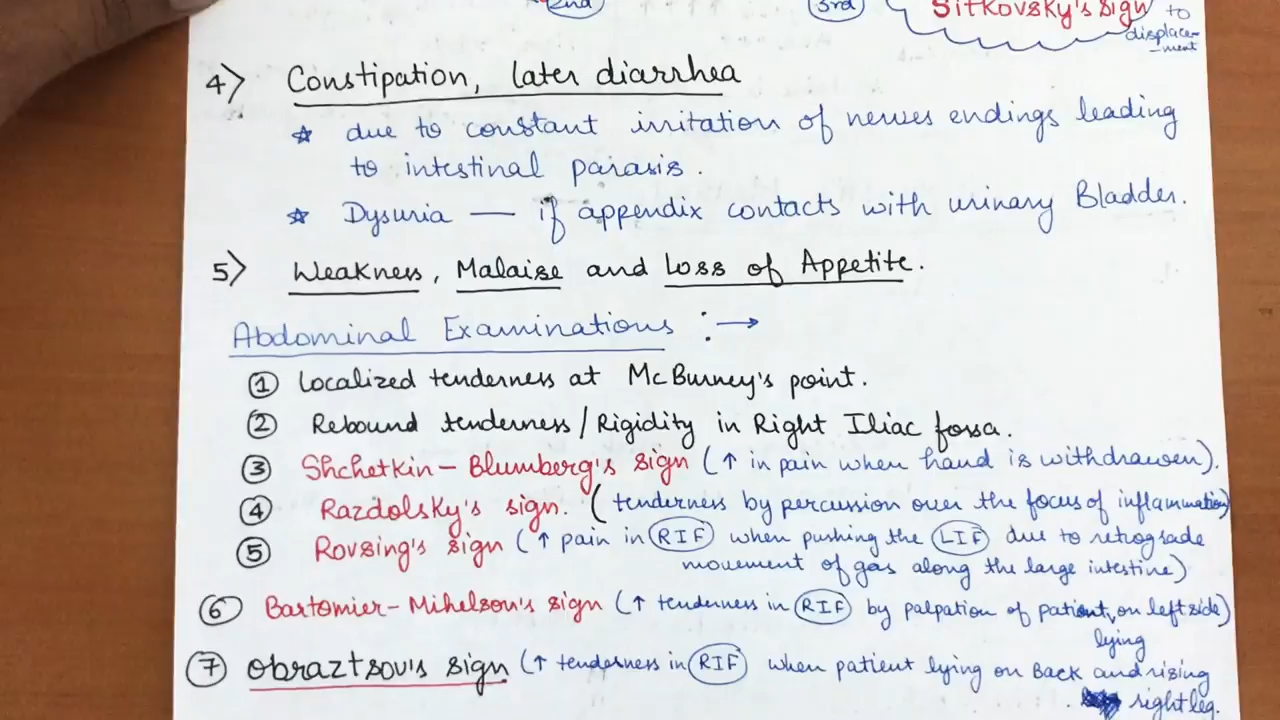 2nd 3rd Sitkovsky's sign to
displace-
-ment
4> Constipation, later diarrhea
☆ due to constant irritation of nerves endings leading
to intestinal parasis.
☆ Dysuria — if appendix contacts with urinary Bladder.
5> Weakness, Malaise and Loss of Appetite.
Abdominal Examinations :→
① Localized tenderness at McBurney's point.
② Rebound tenderness / Rigidity in Right Iliac fossa.
③ Shchetkin - Blumberg's sign (↑ in pain when hand is withdrawen).
④ Razdolsky's sign. (tenderness by percussion over the focus of inflammation)
⑤ Rovsing's sign (↑ pain in RIF when pushing the LIF due to retrograde
movement of gas along the large intestine)
⑥ Bartomier - Mihelson's sign (↑ tenderness in RIF by palpation of patient, on left side)
lying
⑦ Obraztsov's sign (↑ tenderness in RIF when patient lying on Back and rising
right leg.